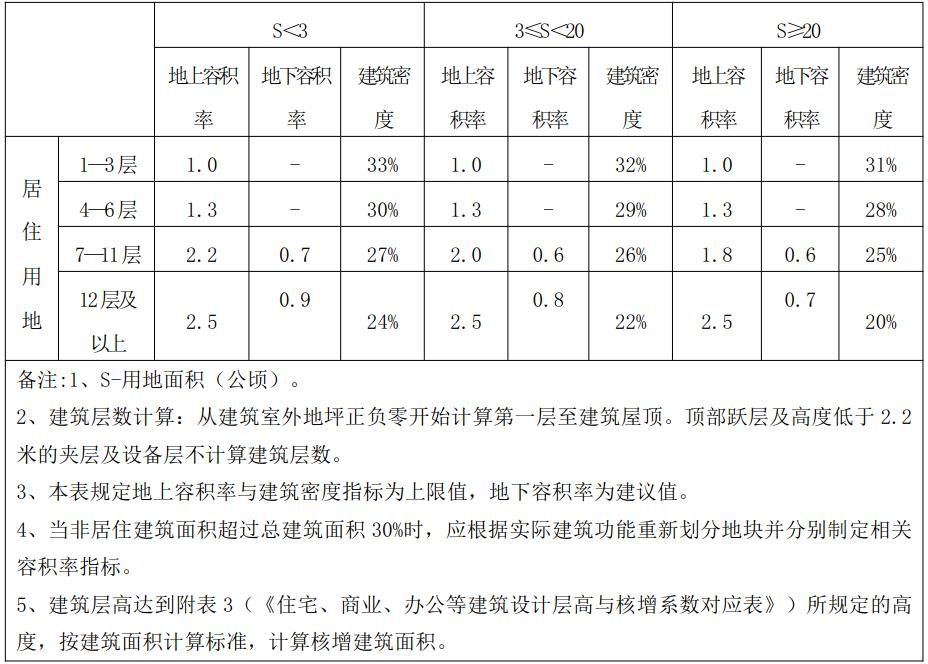 S<3 3≤S<20 S≥20
地上容积率 地下容积率 建筑密度 地上容积率 地下容积率 建筑密度 地上容积率 地下容积率 建筑密度
居住用地
1—3层 1.0 - 33% 1.0 - 32% 1.0 - 31%
4—6层 1.3 - 30% 1.3 - 29% 1.3 - 28%
7—11层 2.2 0.7 27% 2.0 0.6 26% 1.8 0.6 25%
12层及以上 2.5 0.9 24% 2.5 0.8 22% 2.5 0.7 20%
备注:1、S-用地面积（公顷）。
2、建筑层数计算：从建筑室外地坪正负零开始计算第一层至建筑屋顶。顶部跃层及高度低于2.2
米的夹层及设备层不计算建筑层数。
3、本表规定地上容积率与建筑密度指标为上限值，地下容积率为建议值。
4、当非居住建筑面积超过总建筑面积30%时，应根据实际建筑功能重新划分地块并分别制定相关
容积率指标。
5、建筑层高达到附表3（《住宅、商业、办公等建筑设计层高与核增系数对应表》）所规定的高
度，按建筑面积计算标准，计算核增建筑面积。